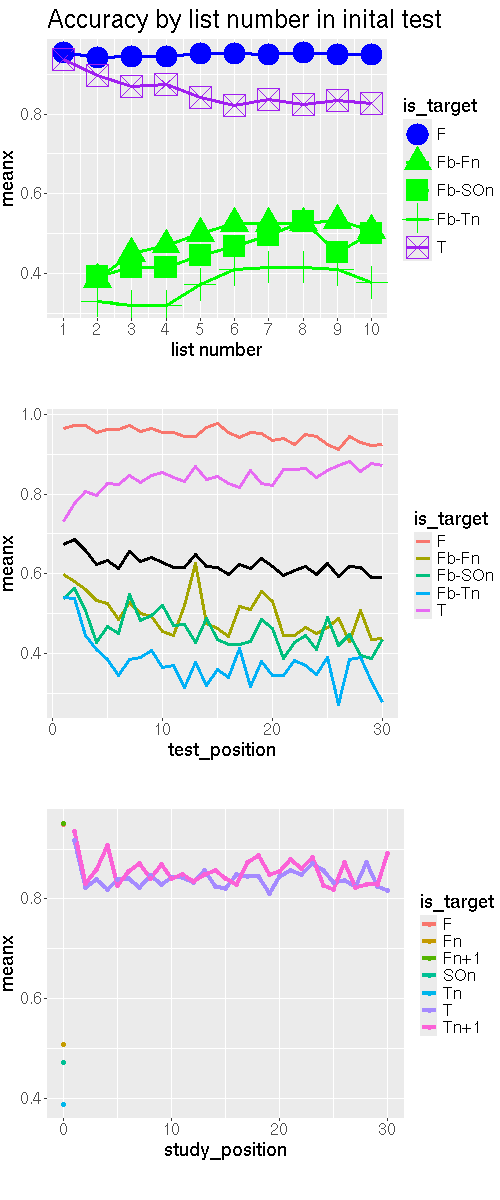 Accuracy by list number in inital test
meanx
0.8
0.6
0.4
1 2 3 4 5 6 7 8 9 10
list number
is_target
F
Fb-Fn
Fb-SOn
Fb-Tn
T
meanx
1.0
0.8
0.6
0.4
0 10 20 30
test_position
is_target
F
Fb-Fn
Fb-SOn
Fb-Tn
T
meanx
0.8
0.6
0.4
0 10 20 30
study_position
is_target
F
Fn
Fn+1
SOn
Tn
T
Tn+1